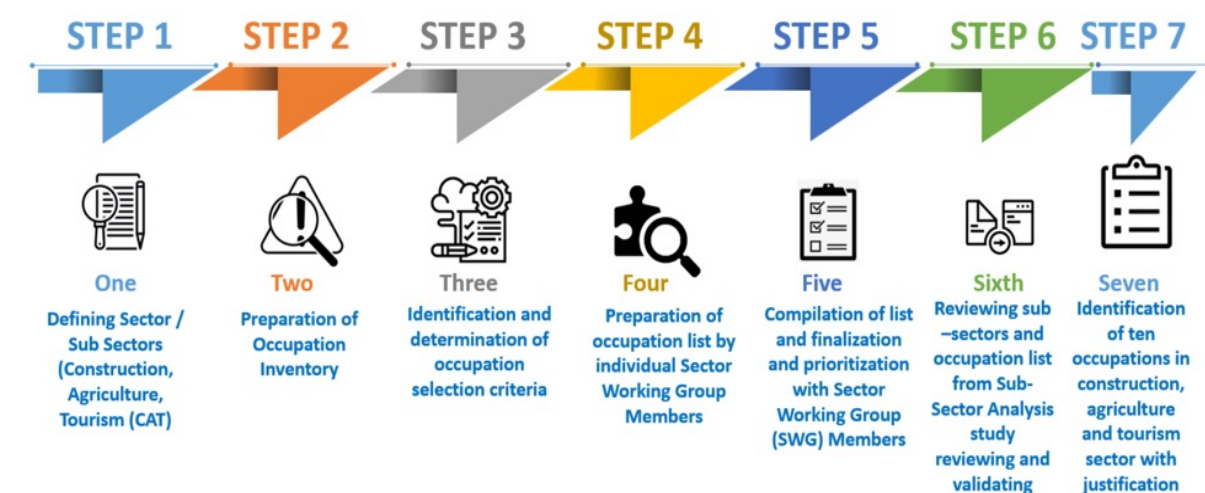 STEP 1
STEP 2
STEP 3
STEP 4
STEP 5
STEP 6
STEP 7
One
Defining Sector /
Sub Sectors
(Construction,
Agriculture,
Tourism (CAT)
Two
Preparation of
Occupation
Inventory
Three
Identification and
determination of
occupation
selection criteria
Four
Preparation of
occupation list by
individual Sector
Working Group
Members
Five
Compilation of list
and finalization
and prioritization
with Sector
Working Group
(SWG) Members
Sixth
Reviewing sub
–sectors and
occupation list
from Sub-
Sector Analysis
study
reviewing and
validating
Seven
Identification
of ten
occupations in
construction,
agriculture
and tourism
sector with
justification